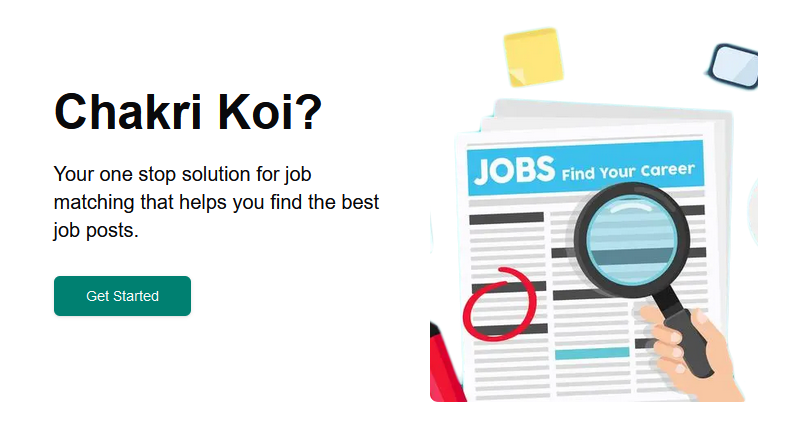 Chakri Koi?
Your one stop solution for job
matching that helps you find the best
job posts.
Get Started
JOBS Find Your Career